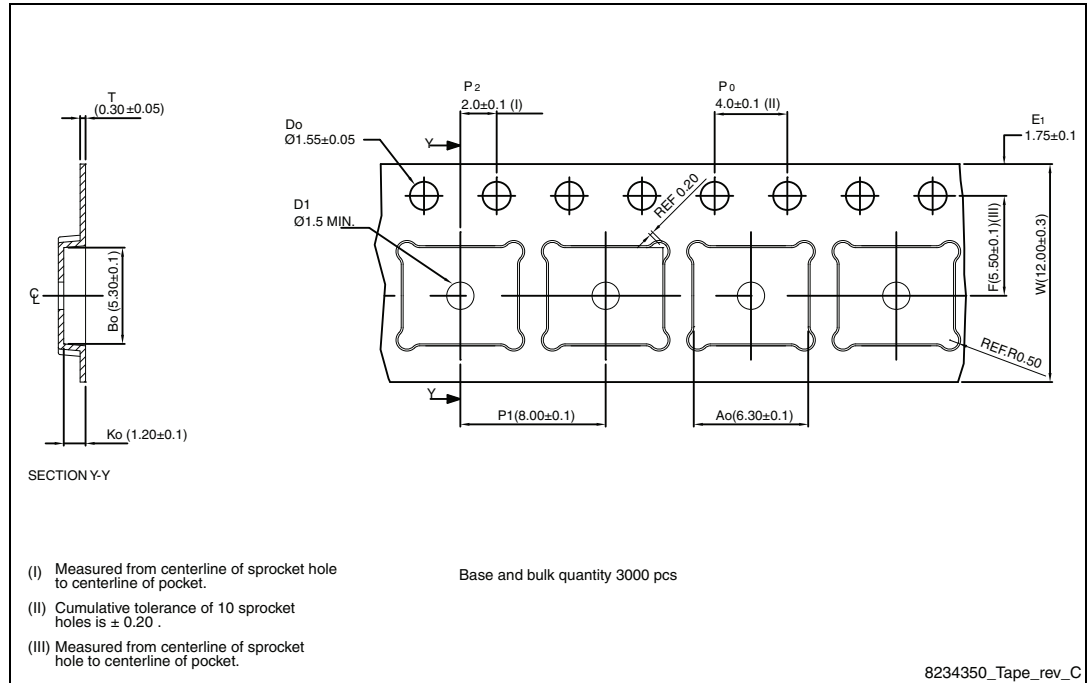 T
(0.30 ±0.05)
P2
2.0±0.1 (I)
P0
4.0±0.1 (II)
E1
1.75±0.1
Do
Ø1.55±0.05
Y
D1
Ø1.5 MIN.
REF 0.20
F(5.50±0.1)(III)
W(12.00±0.3)
℄
Bo (5.30±0.1)
REF.R0.50
Y
P1(8.00±0.1)
Ao(6.30±0.1)
Ko (1.20±0.1)
SECTION Y-Y
(I) Measured from centerline of sprocket hole
to centerline of pocket.
Base and bulk quantity 3000 pcs
(II) Cumulative tolerance of 10 sprocket
holes is ± 0.20 .
(III) Measured from centerline of sprocket
hole to centerline of pocket.
8234350_Tape_rev_C